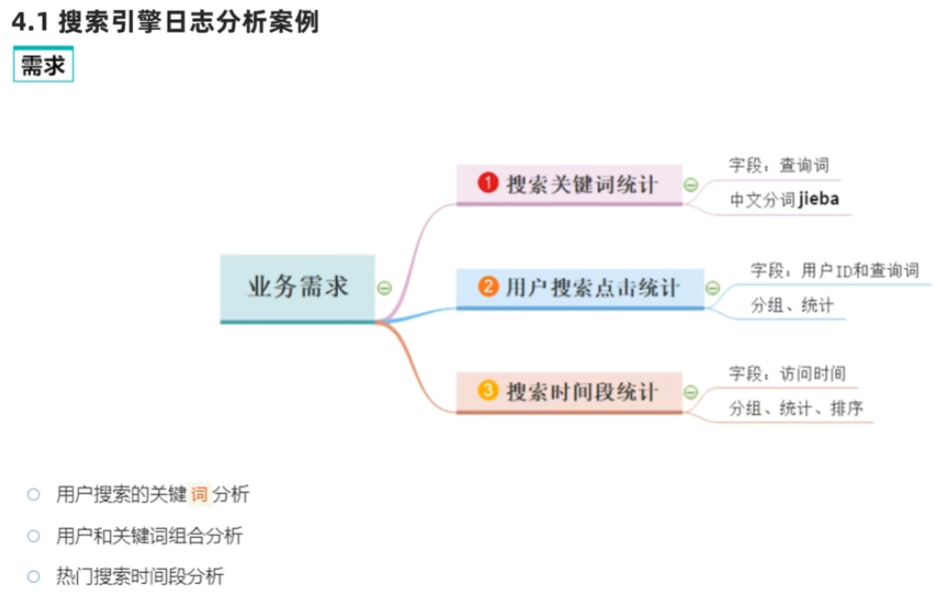 4.1 搜索引擎日志分析案例
需求
业务需求
1 搜索关键词统计
字段：查询词
中文分词jieba
2 用户搜索点击统计
字段：用户ID和查询词
分组、统计
3 搜索时间段统计
字段：访问时间
分组、统计、排序
用户搜索的关键词分析
用户和关键词组合分析
热门搜索时间段分析